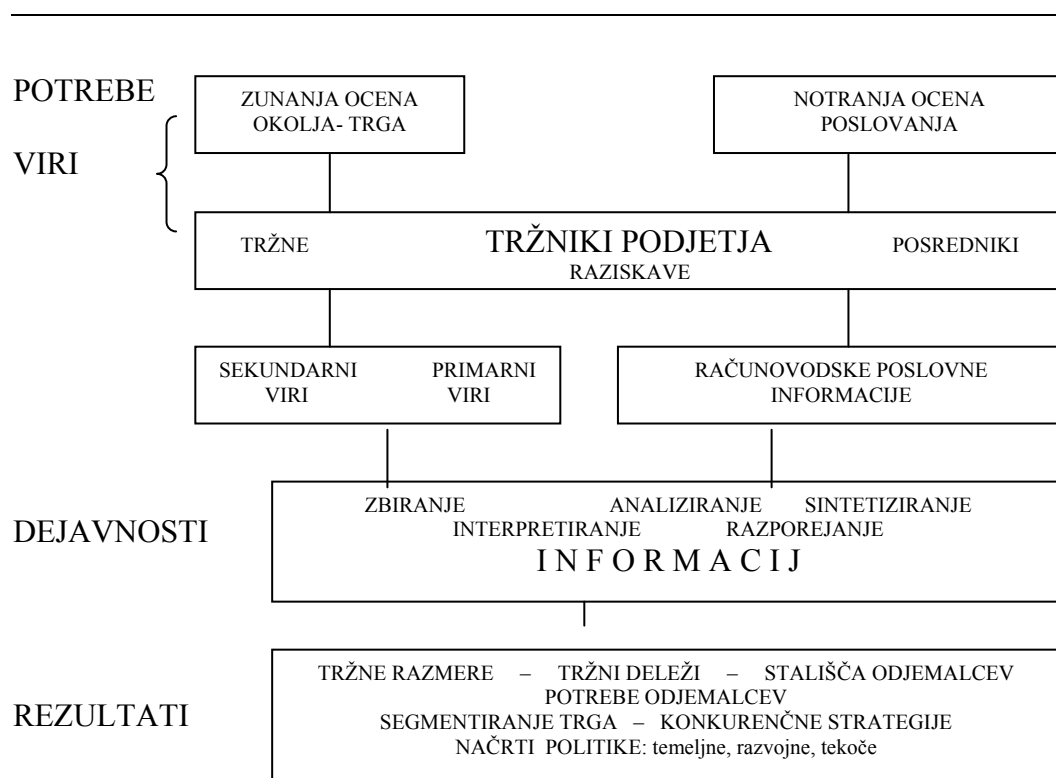 POTREBE
ZUNANJA OCENA
OKOLJA- TRGA
NOTRANJA OCENA
POSLOVANJA
VIRI
TRŽNE TRŽNIKI PODJETJA POSREDNIKI
RAZISKAVE
SEKUNDARNI PRIMARNI
VIRI VIRI
RAČUNOVODSKE POSLOVNE
INFORMACIJE
DEJAVNOSTI
ZBIRANJE ANALIZIRANJE SINTETIZIRANJE
INTERPRETIRANJE RAZPOREJANJE
I N F O R M A C I J
REZULTATI
TRŽNE RAZMERE – TRŽNI DELEŽI – STALIŠČA ODJEMALCEV
POTREBE ODJEMALCEV
SEGMENTIRANJE TRGA – KONKURENČNE STRATEGIJE
NAČRTI POLITIKE: temeljne, razvojne, tekoče